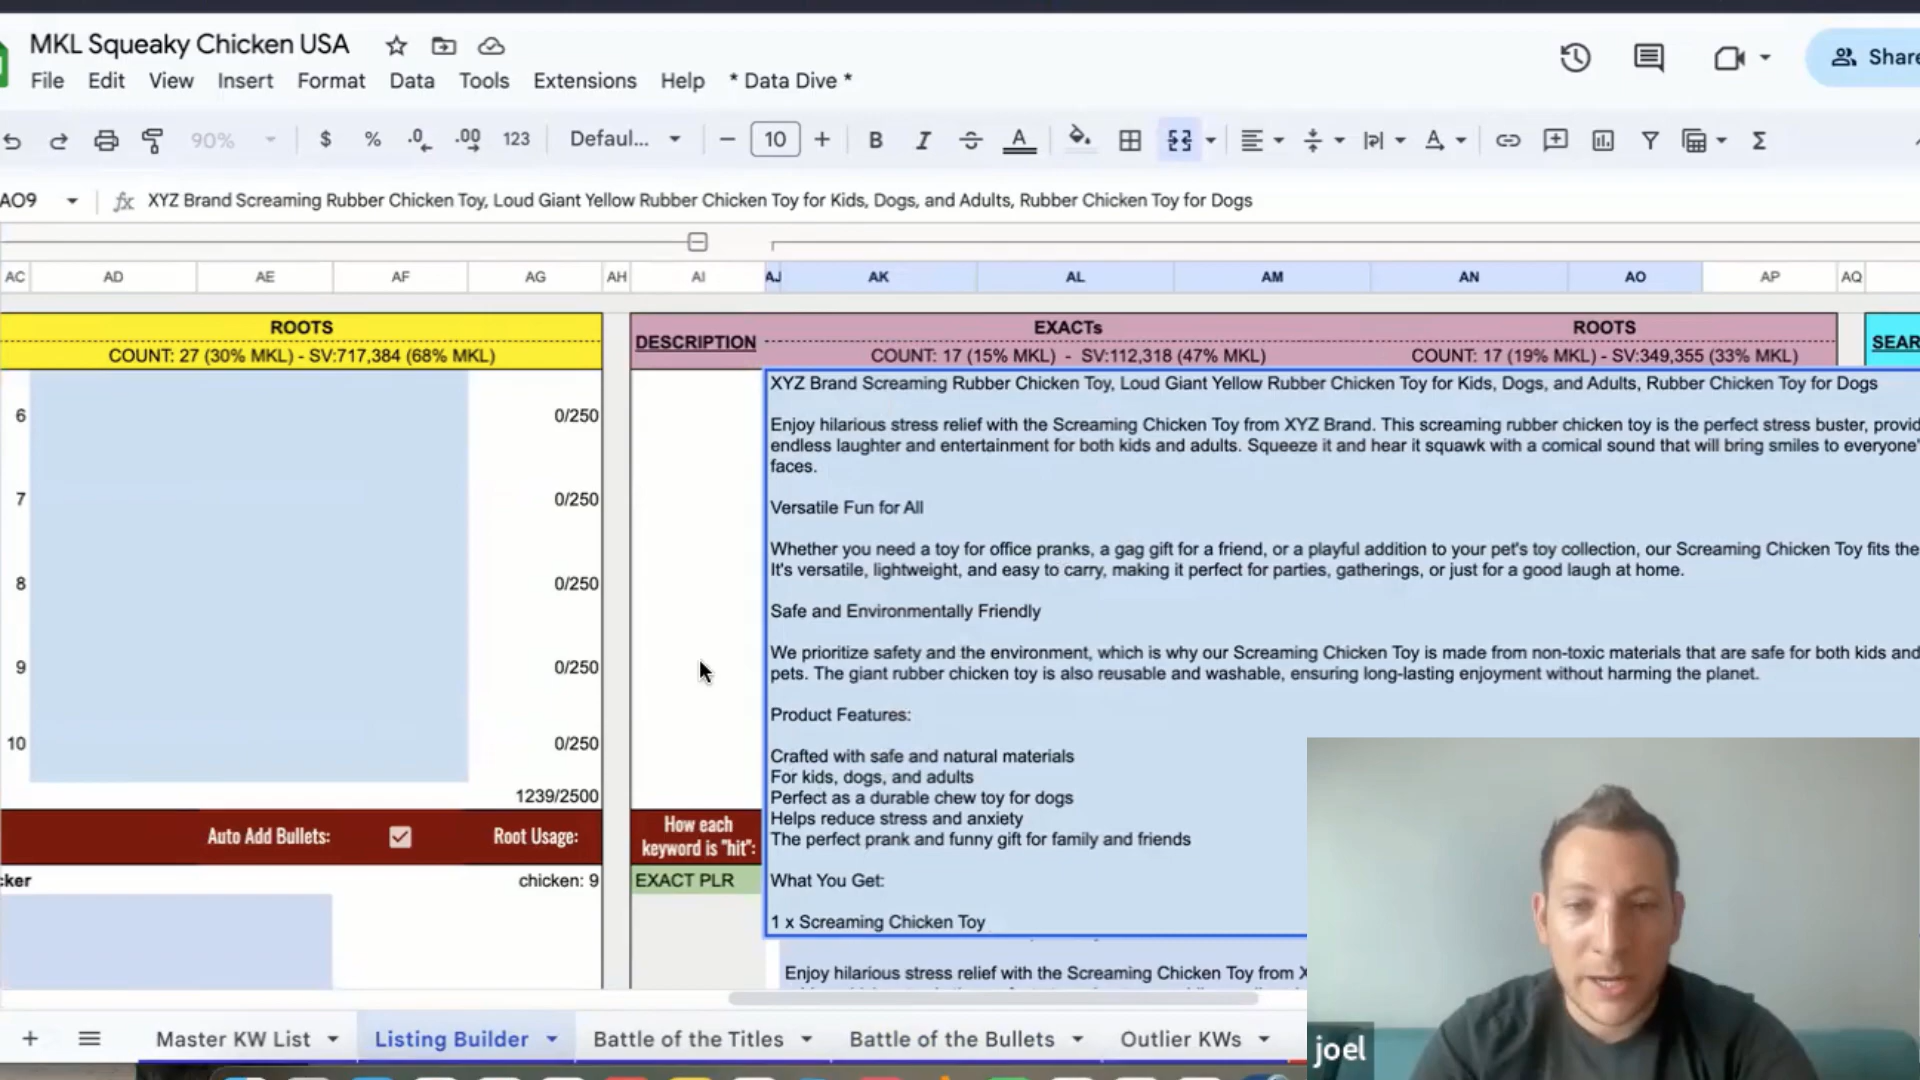 MKL Squeaky Chicken USA
Share
File Edit View Insert Format Data Tools Extensions Help * Data Dive *
90% $ % .0 .00 123 Defaul... 10 B I A A Σ
AO9 fx XYZ Brand Screaming Rubber Chicken Toy, Loud Giant Yellow Rubber Chicken Toy for Kids, Dogs, and Adults, Rubber Chicken Toy for Dogs
AC AD AE AF AG AH AI AJ AK AL AM AN AO AP AQ
ROOTS
COUNT: 27 (30% MKL) - SV:717,384 (68% MKL)
DESCRIPTION
EXACTs
COUNT: 17 (15% MKL) - SV:112,318 (47% MKL)
ROOTS
COUNT: 17 (19% MKL) - SV:349,355 (33% MKL)
SEAR
6 0/250
7 0/250
8 0/250
9 0/250
10 0/250
1239/2500
Auto Add Bullets: Root Usage:
cker chicken: 9
How each
keyword is "hit":
EXACT PLR
XYZ Brand Screaming Rubber Chicken Toy, Loud Giant Yellow Rubber Chicken Toy for Kids, Dogs, and Adults, Rubber Chicken Toy for Dogs
Enjoy hilarious stress relief with the Screaming Chicken Toy from XYZ Brand. This screaming rubber chicken toy is the perfect stress buster, provid
endless laughter and entertainment for both kids and adults. Squeeze it and hear it squawk with a comical sound that will bring smiles to everyone'
faces.
Versatile Fun for All
Whether you need a toy for office pranks, a gag gift for a friend, or a playful addition to your pet's toy collection, our Screaming Chicken Toy fits the
It's versatile, lightweight, and easy to carry, making it perfect for parties, gatherings, or just for a good laugh at home.
Safe and Environmentally Friendly
We prioritize safety and the environment, which is why our Screaming Chicken Toy is made from non-toxic materials that are safe for both kids and
pets. The giant rubber chicken toy is also reusable and washable, ensuring long-lasting enjoyment without harming the planet.
Product Features:
Crafted with safe and natural materials
For kids, dogs, and adults
Perfect as a durable chew toy for dogs
Helps reduce stress and anxiety
The perfect prank and funny gift for family and friends
What You Get:
1 x Screaming Chicken Toy
Enjoy hilarious stress relief with the Screaming Chicken Toy from X
Master KW List Listing Builder Battle of the Titles Battle of the Bullets Outlier KWs
joel